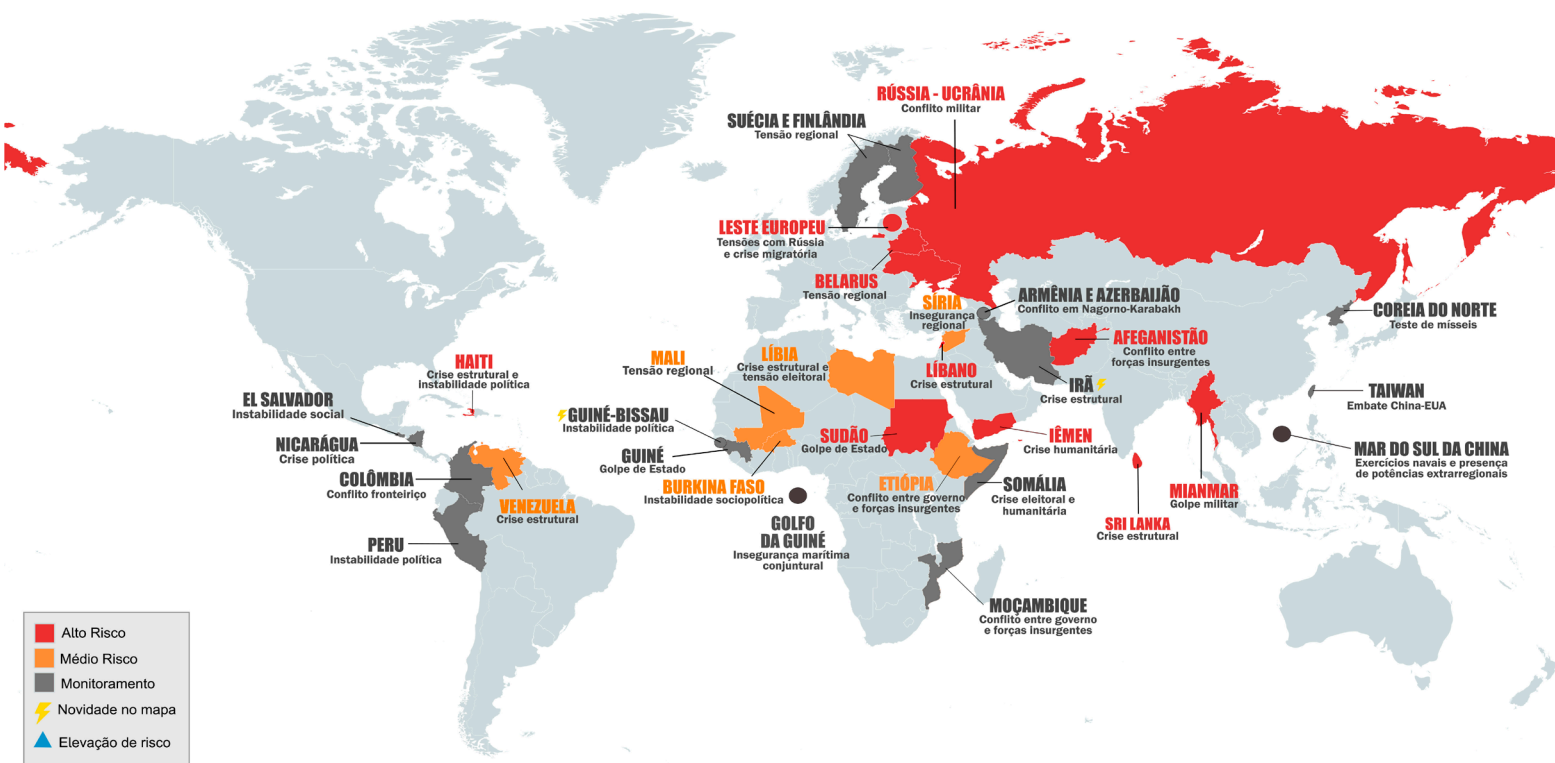 RÚSSIA - UCRÂNIA
Conflito militar
SUÉCIA E FINLÂNDIA
Tensão regional
LESTE EUROPEU
Tensões com Rússia
e crise migratória
BELARUS
Tensão regional
SÍRIA
Insegurança
regional
ARMÊNIA E AZERBAIJÃO
Conflito em Nagorno-Karabakh
COREIA DO NORTE
Teste de mísseis
AFEGANISTÃO
Conflito entre
forças insurgentes
HAITI
Crise estrutural e
instabilidade política
MALI
Tensão regional
LÍBIA
Crise estrutural e
tensão eleitoral
LÍBANO
Crise estrutural
IRÃ
Crise estrutural
TAIWAN
Embate China-EUA
EL SALVADOR
Instabilidade social
GUINÉ-BISSAU
Instabilidade política
NICARÁGUA
Crise política
GUINÉ
Golpe de Estado
SUDÃO
Golpe de Estado
IÊMEN
Crise humanitária
MAR DO SUL DA CHINA
Exercícios navais e presença
de potências extrarregionais
COLÔMBIA
Conflito fronteiriço
VENEZUELA
Crise estrutural
BURKINA FASO
Instabilidade sociopolítica
ETIÓPIA
Conflito entre governo
e forças insurgentes
SOMÁLIA
Crise eleitoral e
humanitária
MIANMAR
Golpe militar
SRI LANKA
Crise estrutural
PERU
Instabilidade política
GOLFO
DA GUINÉ
Insegurança marítima
conjuntural
MOÇAMBIQUE
Conflito entre governo
e forças insurgentes
Alto Risco
Médio Risco
Monitoramento
Novidade no mapa
Elevação de risco